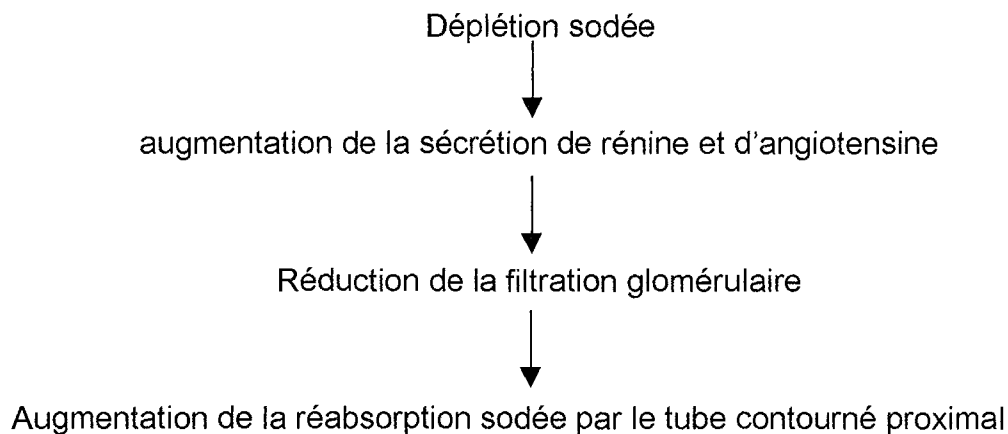 Déplétion sodée
augmentation de la sécrétion de rénine et d'angiotensine
Réduction de la filtration glomérulaire
Augmentation de la réabsorption sodée par le tube contourné proximal